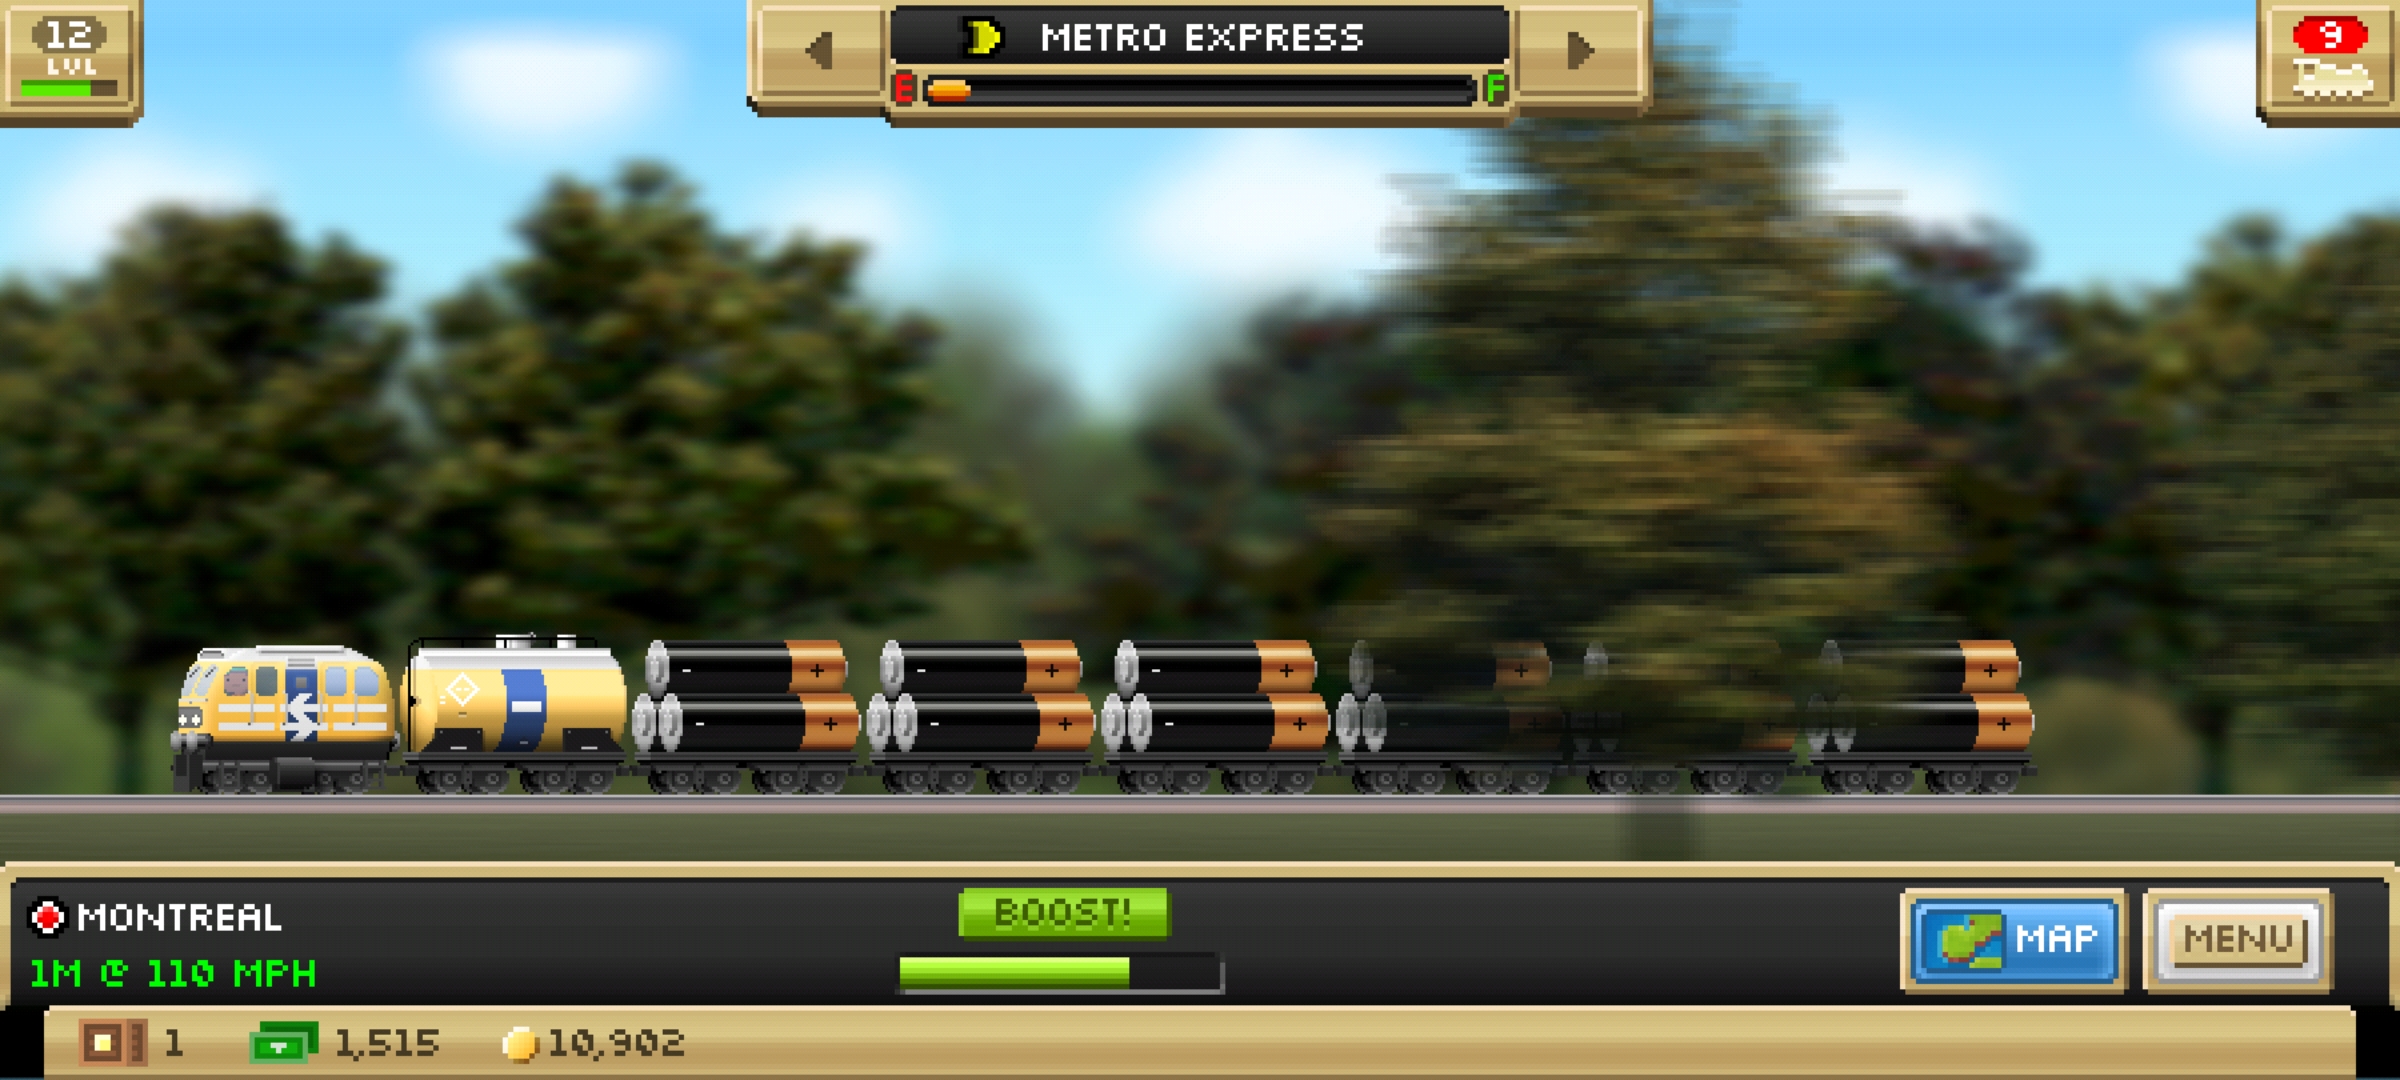 12
LVL
METRO EXPRESS
E F
9
- + - + - + + - +
- + - + - + - + +
MONTREAL
1M @ 110 MPH
BOOST!
MAP
MENU
1 1,515 10,902